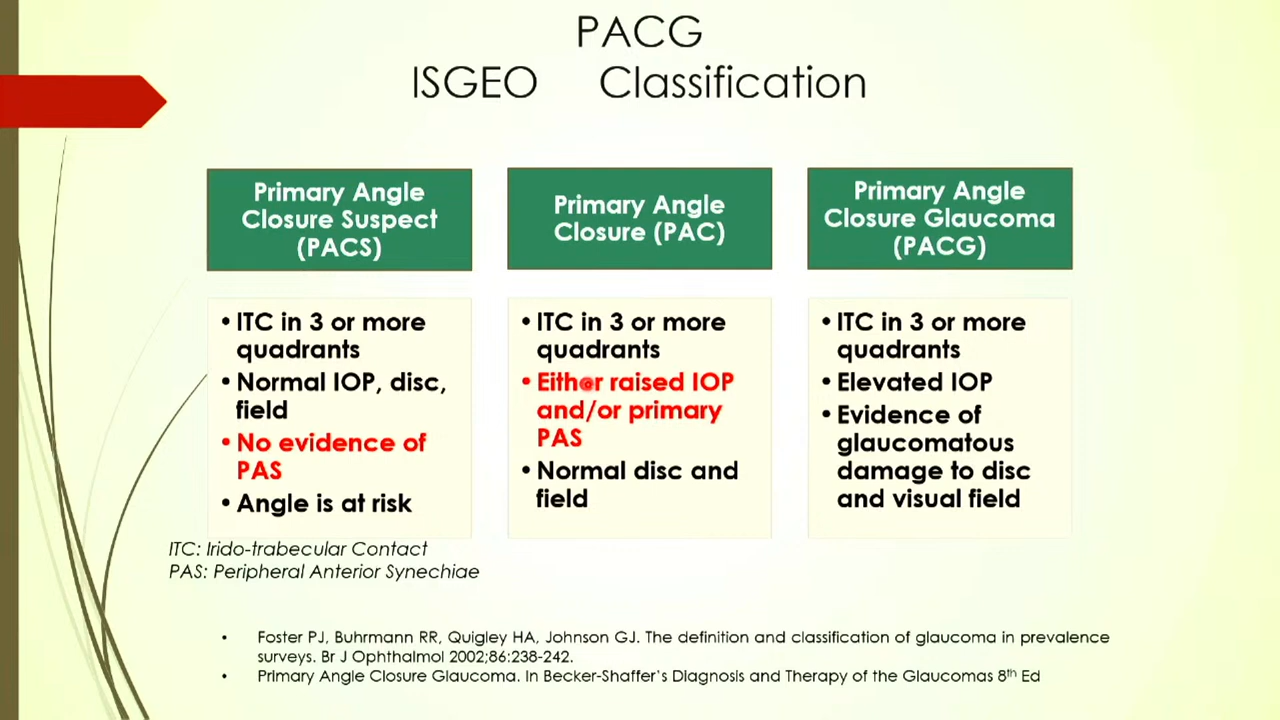 PACG
ISGEO Classification
Primary Angle
Closure Suspect
(PACS)
• ITC in 3 or more
quadrants
• Normal IOP, disc,
field
• No evidence of
PAS
• Angle is at risk
Primary Angle
Closure (PAC)
• ITC in 3 or more
quadrants
• Either raised IOP
and/or primary
PAS
• Normal disc and
field
Primary Angle
Closure Glaucoma
(PACG)
• ITC in 3 or more
quadrants
• Elevated IOP
• Evidence of
glaucomatous
damage to disc
and visual field
ITC: Irido-trabecular Contact
PAS: Peripheral Anterior Synechiae
• Foster PJ, Buhrmann RR, Quigley HA, Johnson GJ. The definition and classification of glaucoma in prevalence
surveys. Br J Ophthalmol 2002;86:238-242.
• Primary Angle Closure Glaucoma. In Becker-Shaffer's Diagnosis and Therapy of the Glaucomas 8th Ed